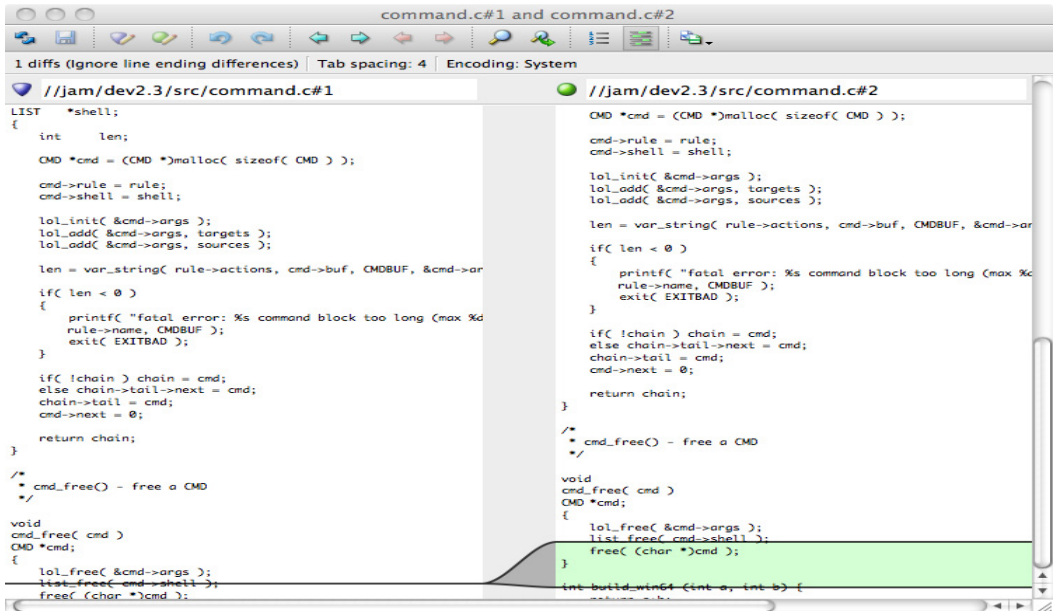 command.c#1 and command.c#2
1 diffs (Ignore line ending differences) Tab spacing: 4 Encoding: System
//jam/dev2.3/src/command.c#1
LIST *shell;
{
int len;
CMD *cmd = (CMD *)malloc( sizeof( CMD ) );
cmd->rule = rule;
cmd->shell = shell;
lol_init( &cmd->args );
lol_add( &cmd->args, targets );
lol_add( &cmd->args, sources );
len = var_string( rule->actions, cmd->buf, CMDBUF, &cmd->ar
if( len < 0 )
{
printf( "fatal error: %s command block too long (max %d
rule->name, CMDBUF );
exit( EXITBAD );
}
if( !chain ) chain = cmd;
else chain->tail->next = cmd;
chain->tail = cmd;
cmd->next = 0;
return chain;
}
/*
* cmd_free() - free a CMD
*/
void
cmd_free( cmd )
CMD *cmd;
{
lol_free( &cmd->args );
list_free( cmd->shell );
free( (char *)cmd );
//jam/dev2.3/src/command.c#2
CMD *cmd = (CMD *)malloc( sizeof( CMD ) );
cmd->rule = rule;
cmd->shell = shell;
lol_init( &cmd->args );
lol_add( &cmd->args, targets );
lol_add( &cmd->args, sources );
len = var_string( rule->actions, cmd->buf, CMDBUF, &cmd->ar
if( len < 0 )
{
printf( "fatal error: %s command block too long (max %d
rule->name, CMDBUF );
exit( EXITBAD );
}
if( !chain ) chain = cmd;
else chain->tail->next = cmd;
chain->tail = cmd;
cmd->next = 0;
return chain;
}
/*
* cmd_free() - free a CMD
*/
void
cmd_free( cmd )
CMD *cmd;
{
lol_free( &cmd->args );
list_free( cmd->shell );
free( (char *)cmd );
}
int build_win64 (int a, int b) {